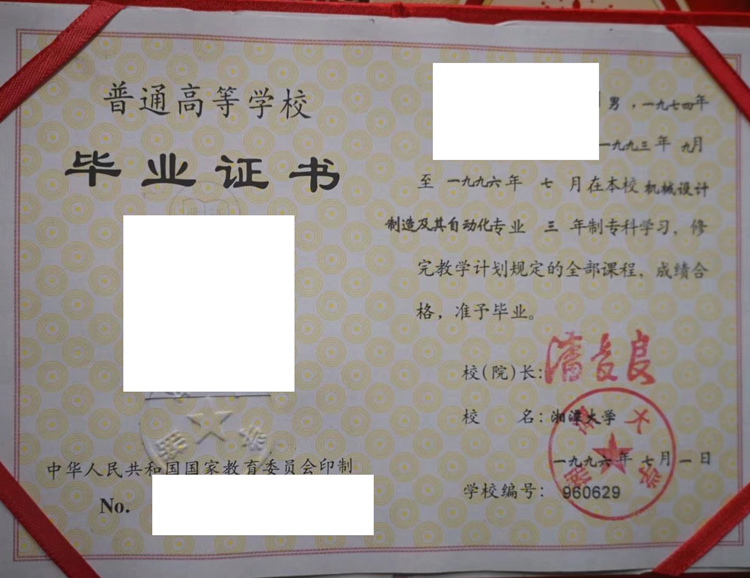 普通高等学校
毕业证书
中华人民共和国国家教育委员会印制
No.
男，一九七四年
一九九三年 九月
至 一九九六年 七 月在本校机械设计
制造及其自动化专业 三 年制专科学习，修
完教学计划规定的全部课程，成绩合
格，准予毕业。
校（院）长：潘长良
校 名：湘潭大学
一九九六年 七 月 一 日
学校编号：960629